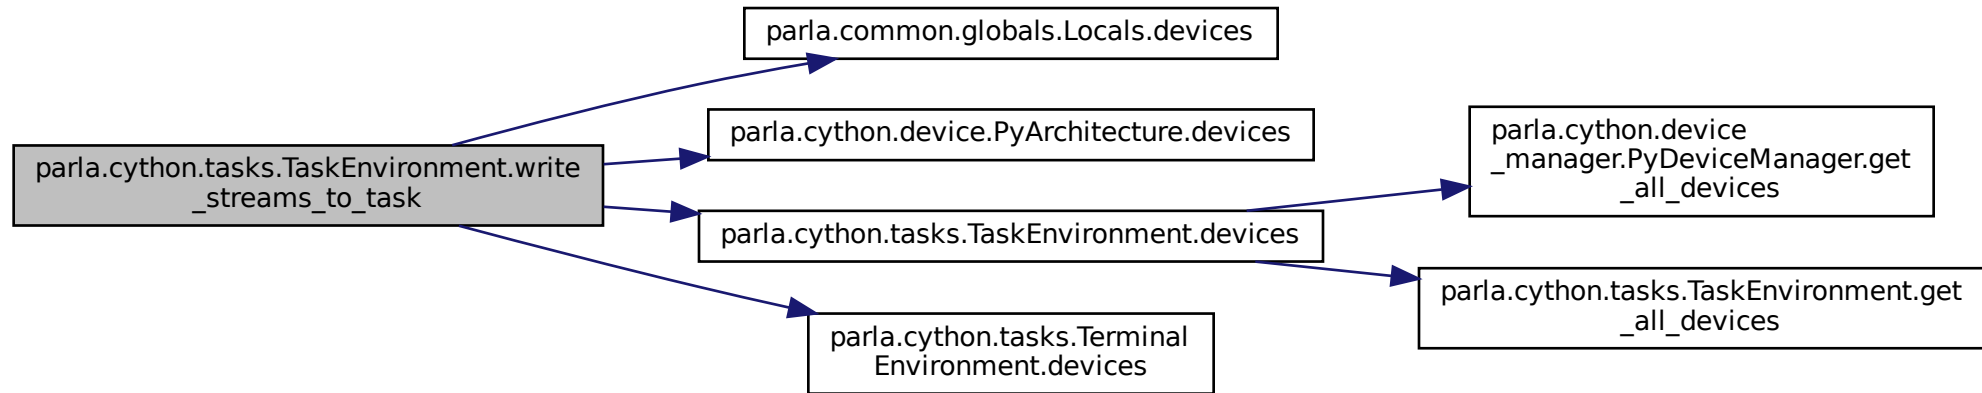 parla.cython.tasks.TaskEnvironment.write
_streams_to_task
parla.common.globals.Locals.devices
parla.cython.device.PyArchitecture.devices
parla.cython.tasks.TaskEnvironment.devices
parla.cython.tasks.Terminal
Environment.devices
parla.cython.device
_manager.PyDeviceManager.get
_all_devices
parla.cython.tasks.TaskEnvironment.get
_all_devices